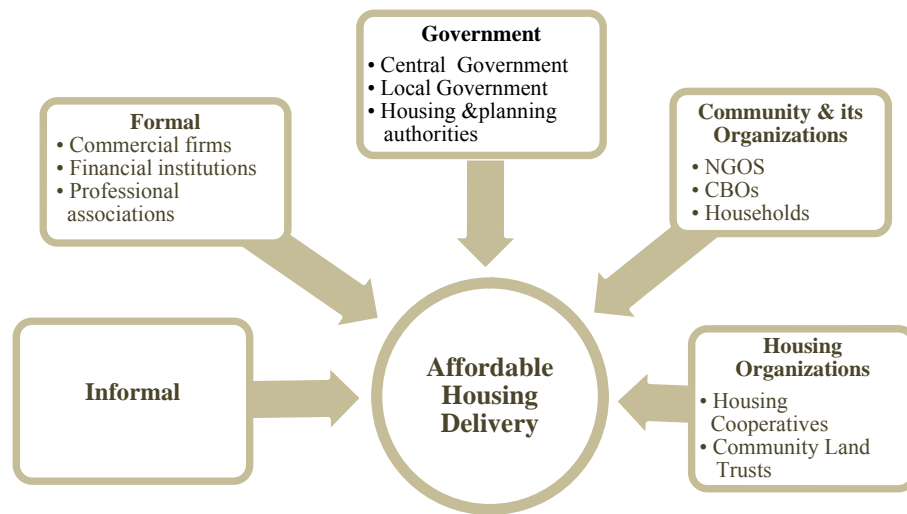 Government
• Central Government
• Local Government
• Housing &planning
authorities
Formal
• Commercial firms
• Financial institutions
• Professional
associations
Community & its
Organizations
• NGOS
• CBOs
• Households
Informal
Affordable
Housing
Delivery
Housing
Organizations
• Housing
Cooperatives
• Community Land
Trusts